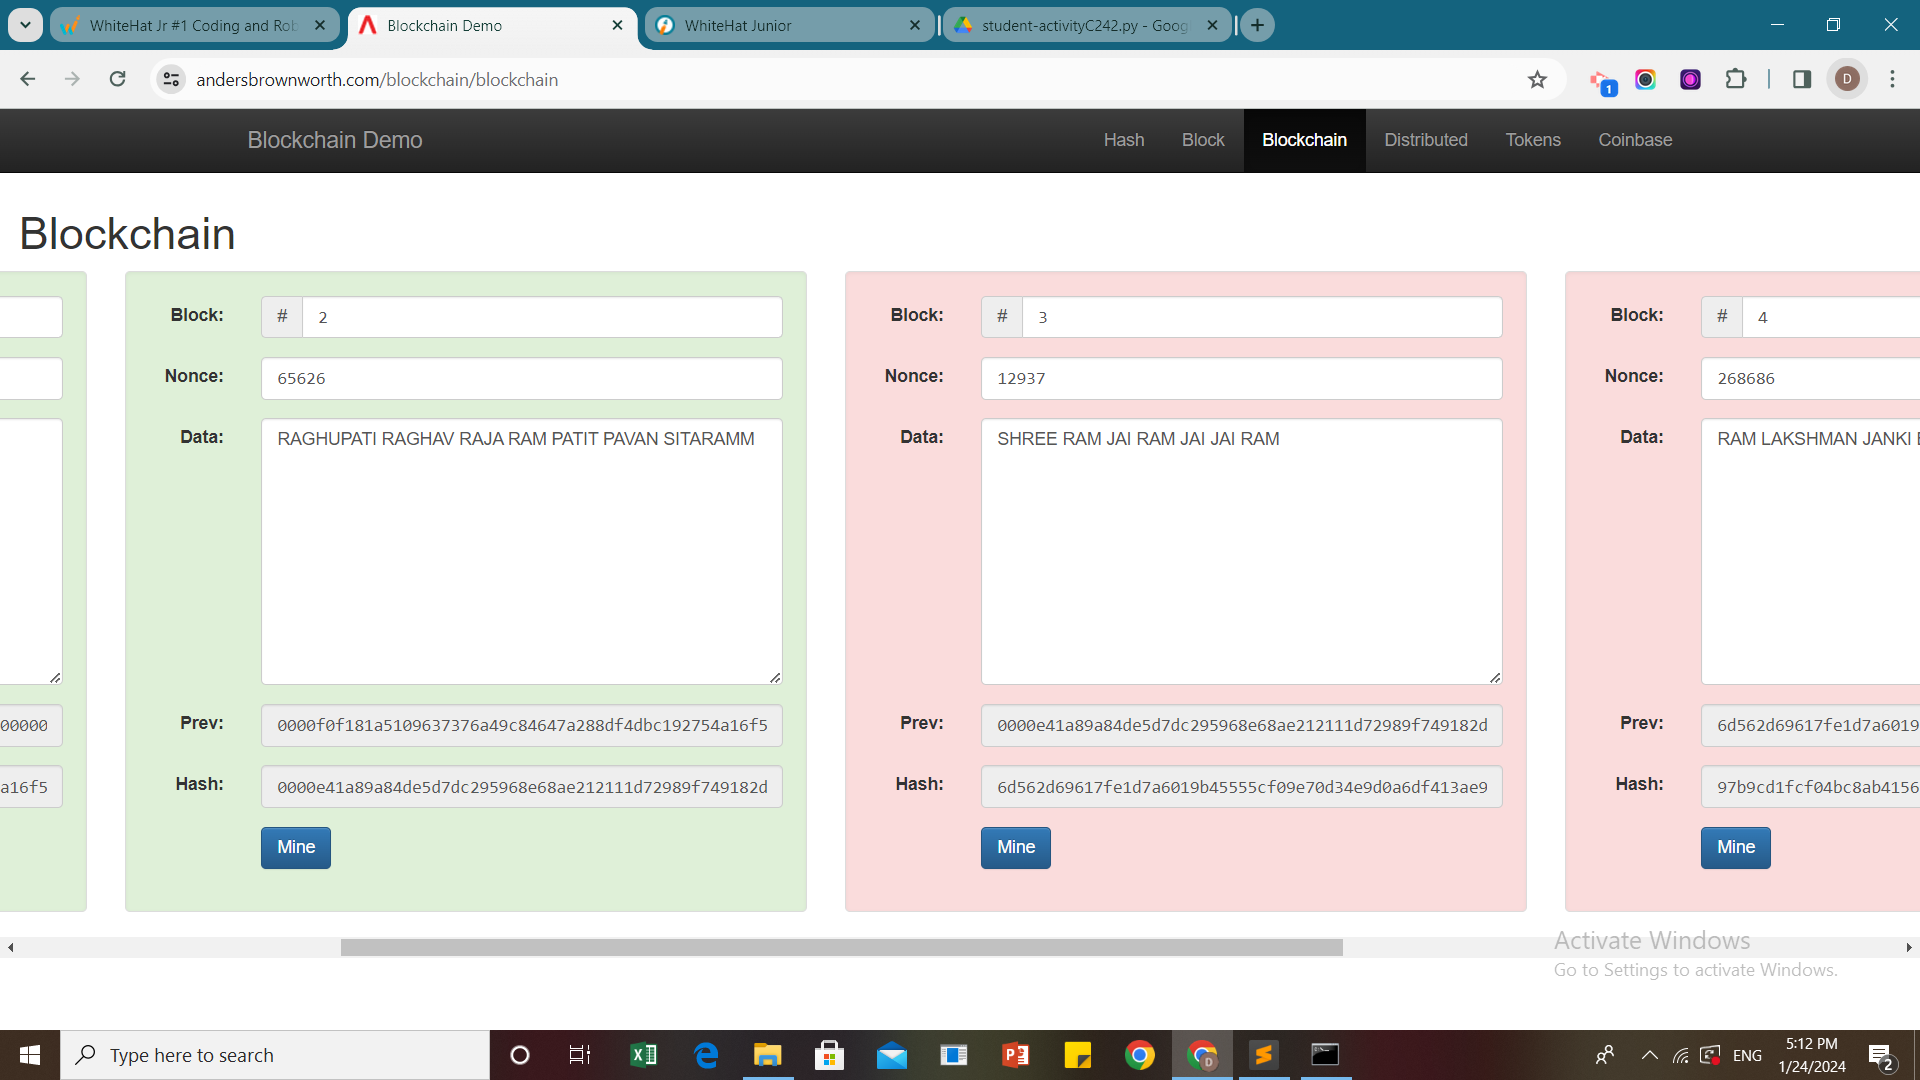 WhiteHat Jr #1 Coding and Rob
Blockchain Demo
WhiteHat Junior
student-activityC242.py - Goog
andersbrownworth.com/blockchain/blockchain
1
D
Blockchain Demo
Hash
Block
Blockchain
Distributed
Tokens
Coinbase
Blockchain
00000
a16f5
Block: # 2
Nonce: 65626
Data: RAGHUPATI RAGHAV RAJA RAM PATIT PAVAN SITARAMM
Prev: 0000f0f181a5109637376a49c84647a288df4dbc192754a16f5
Hash: 0000e41a89a84de5d7dc295968e68ae212111d72989f749182d
Mine
Block: # 3
Nonce: 12937
Data: SHREE RAM JAI RAM JAI JAI RAM
Prev: 0000e41a89a84de5d7dc295968e68ae212111d72989f749182d
Hash: 6d562d69617fe1d7a6019b45555cf09e70d34e9d0a6df413ae9
Mine
Block: # 4
Nonce: 268686
Data: RAM LAKSHMAN JANKI
Prev: 6d562d69617fe1d7a6019
Hash: 97b9cd1fcf04bc8ab4156
Mine
Activate Windows
Go to Settings to activate Windows.
Type here to search
D
ENG
5:12 PM
1/24/2024
2